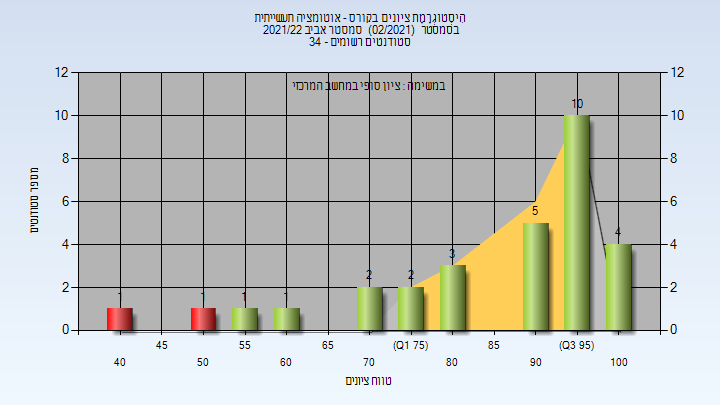 היסטוגרמת ציונים בקורס - אוטומציה תעשייתית
בסמסטר (02/2021) סמסטר אביב 2021/22
סטודנטים רשומים - 34
במשימה : ציון סופי במחשב המרכזי
מספר סטודנטים
12 12
10 10
8 8
6 6
4 4
2 2
0 0
1 1 1 1 2 2 3 5 10 4
45 55 65 (Q1 75) 85 (Q3 95)
40 50 60 70 80 90 100
טווח ציונים